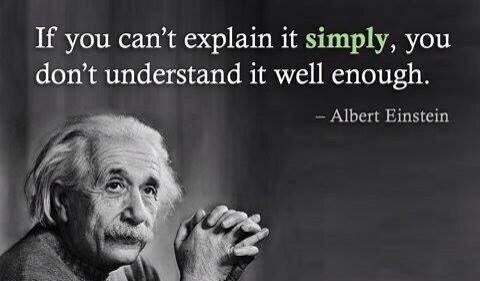 If you can’t explain it simply, you
don’t understand it well enough.
– Albert Einstein